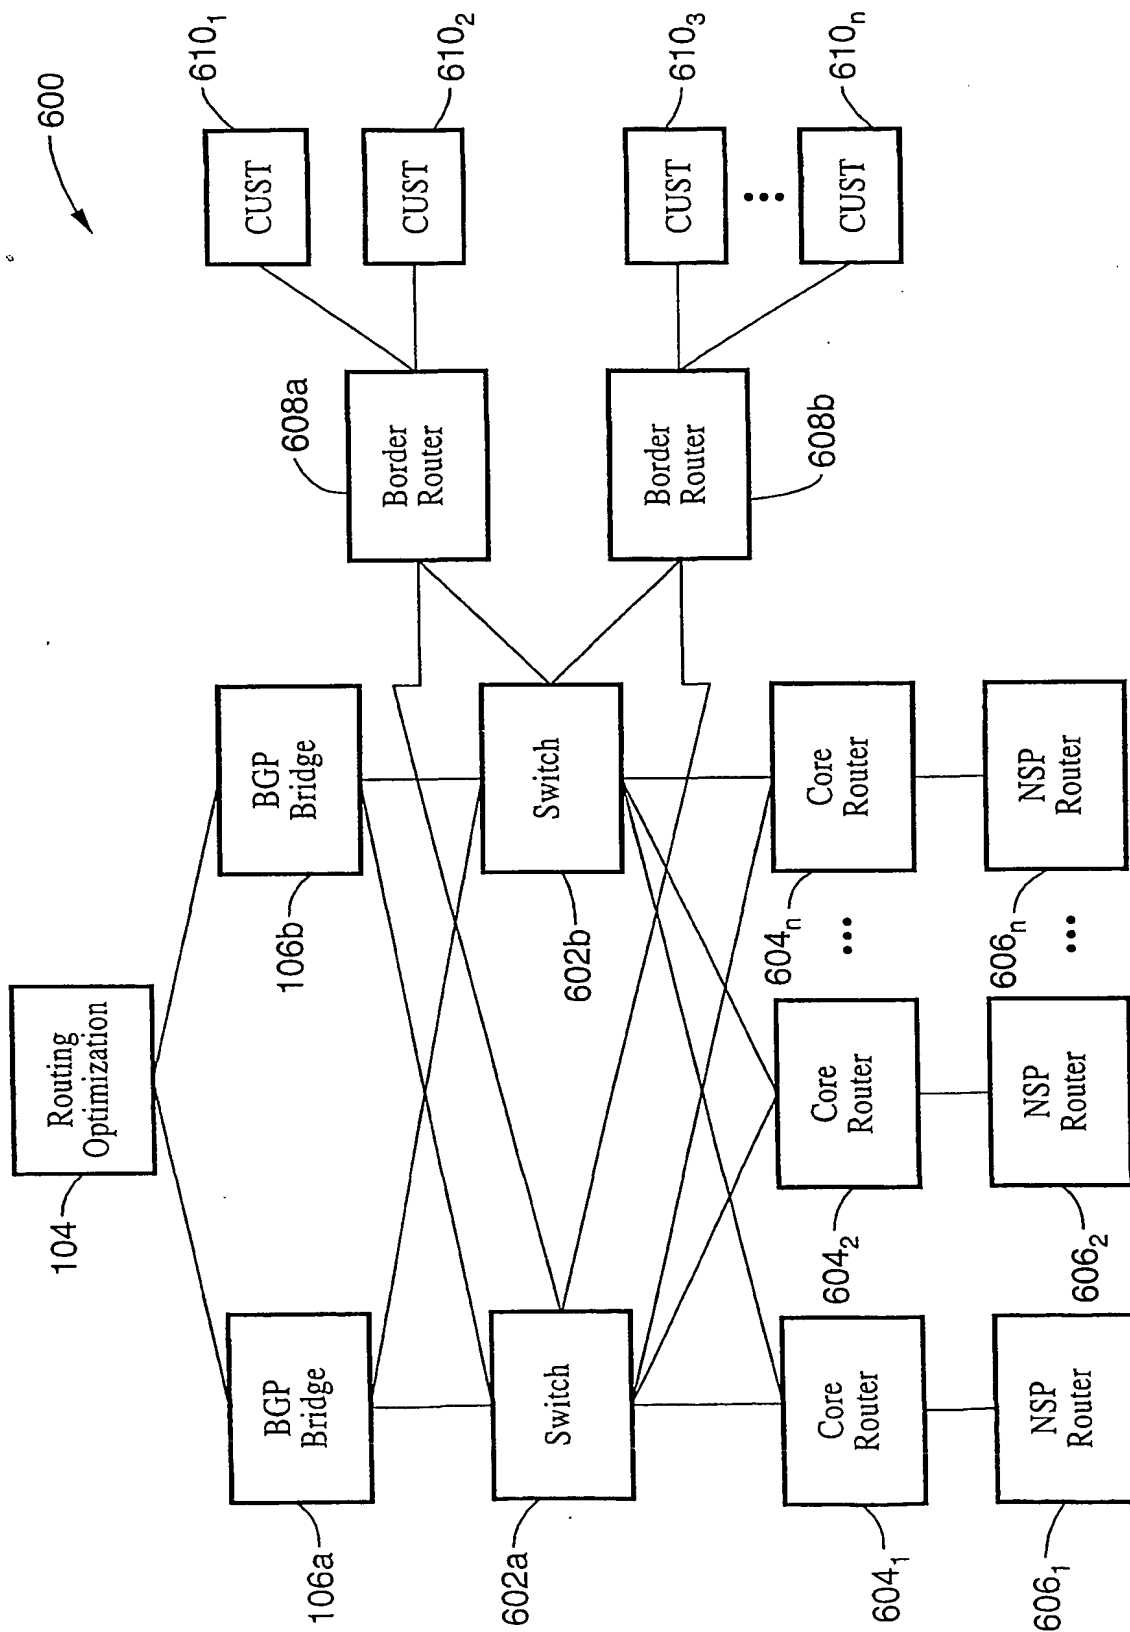 600
104
Routing
Optimization
106a
BGP
Bridge
106b
BGP
Bridge
602a
Switch
602b
Switch
608a
Border
Router
608b
Border
Router
610₁
CUST
610₂
CUST
610₃
CUST
•••
610ₙ
CUST
604₁
Core
Router
604₂
Core
Router
•••
604ₙ
Core
Router
606₁
NSP
Router
606₂
NSP
Router
•••
606ₙ
NSP
Router